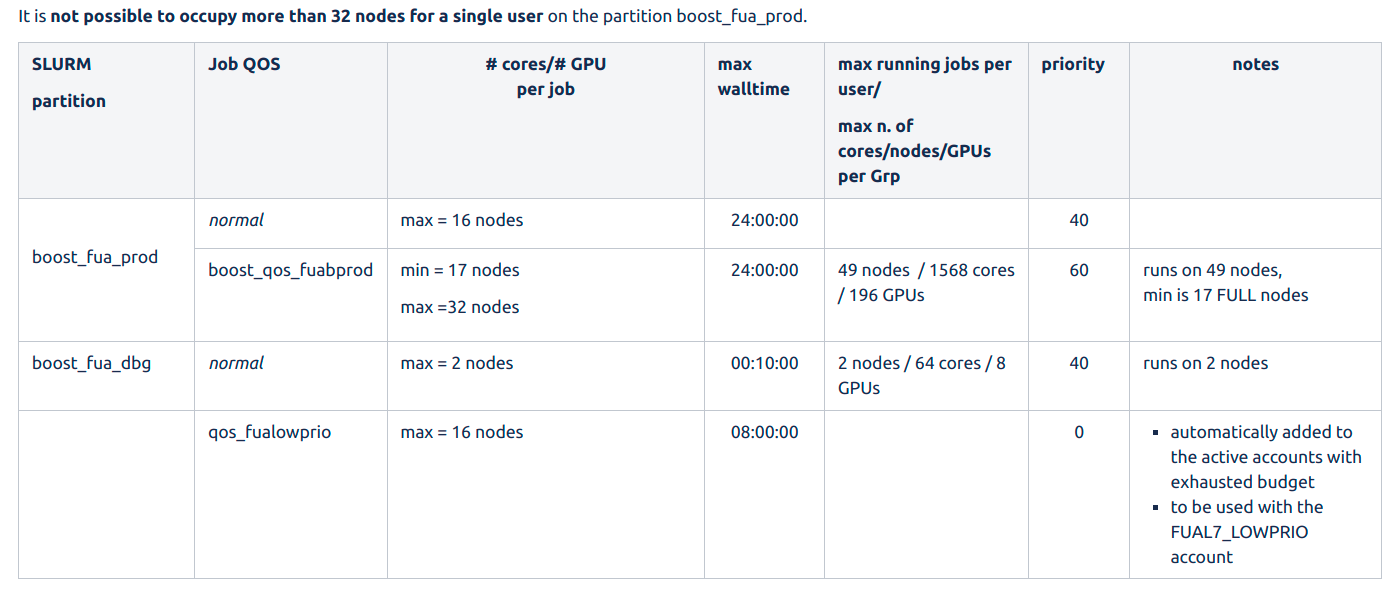 It is not possible to occupy more than 32 nodes for a single user on the partition boost_fua_prod.
SLURM
partition
Job QOS
# cores/# GPU
per job
max
walltime
max running jobs per
user/
max n. of
cores/nodes/GPUs
per Grp
priority
notes
boost_fua_prod
normal
max = 16 nodes
24:00:00
40
boost_qos_fuabprod
min = 17 nodes
max =32 nodes
24:00:00
49 nodes / 1568 cores
/ 196 GPUs
60
runs on 49 nodes,
min is 17 FULL nodes
boost_fua_dbg
normal
max = 2 nodes
00:10:00
2 nodes / 64 cores / 8
GPUs
40
runs on 2 nodes
qos_fualowprio
max = 16 nodes
08:00:00
0
▪ automatically added to
the active accounts with
exhausted budget
▪ to be used with the
FUAL7_LOWPRIO
account